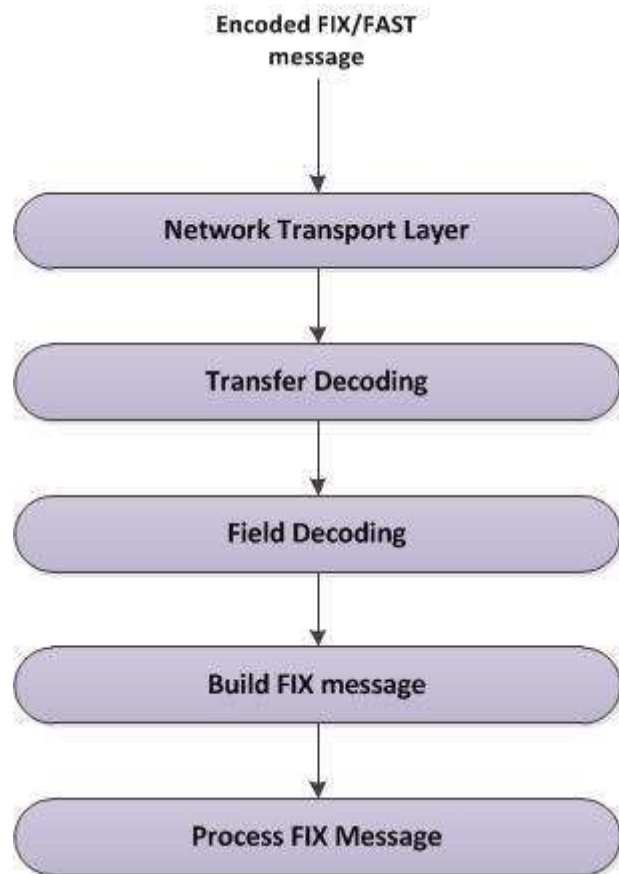 Encoded FIX/FAST
message
Network Transport Layer
Transfer Decoding
Field Decoding
Build FIX message
Process FIX Message